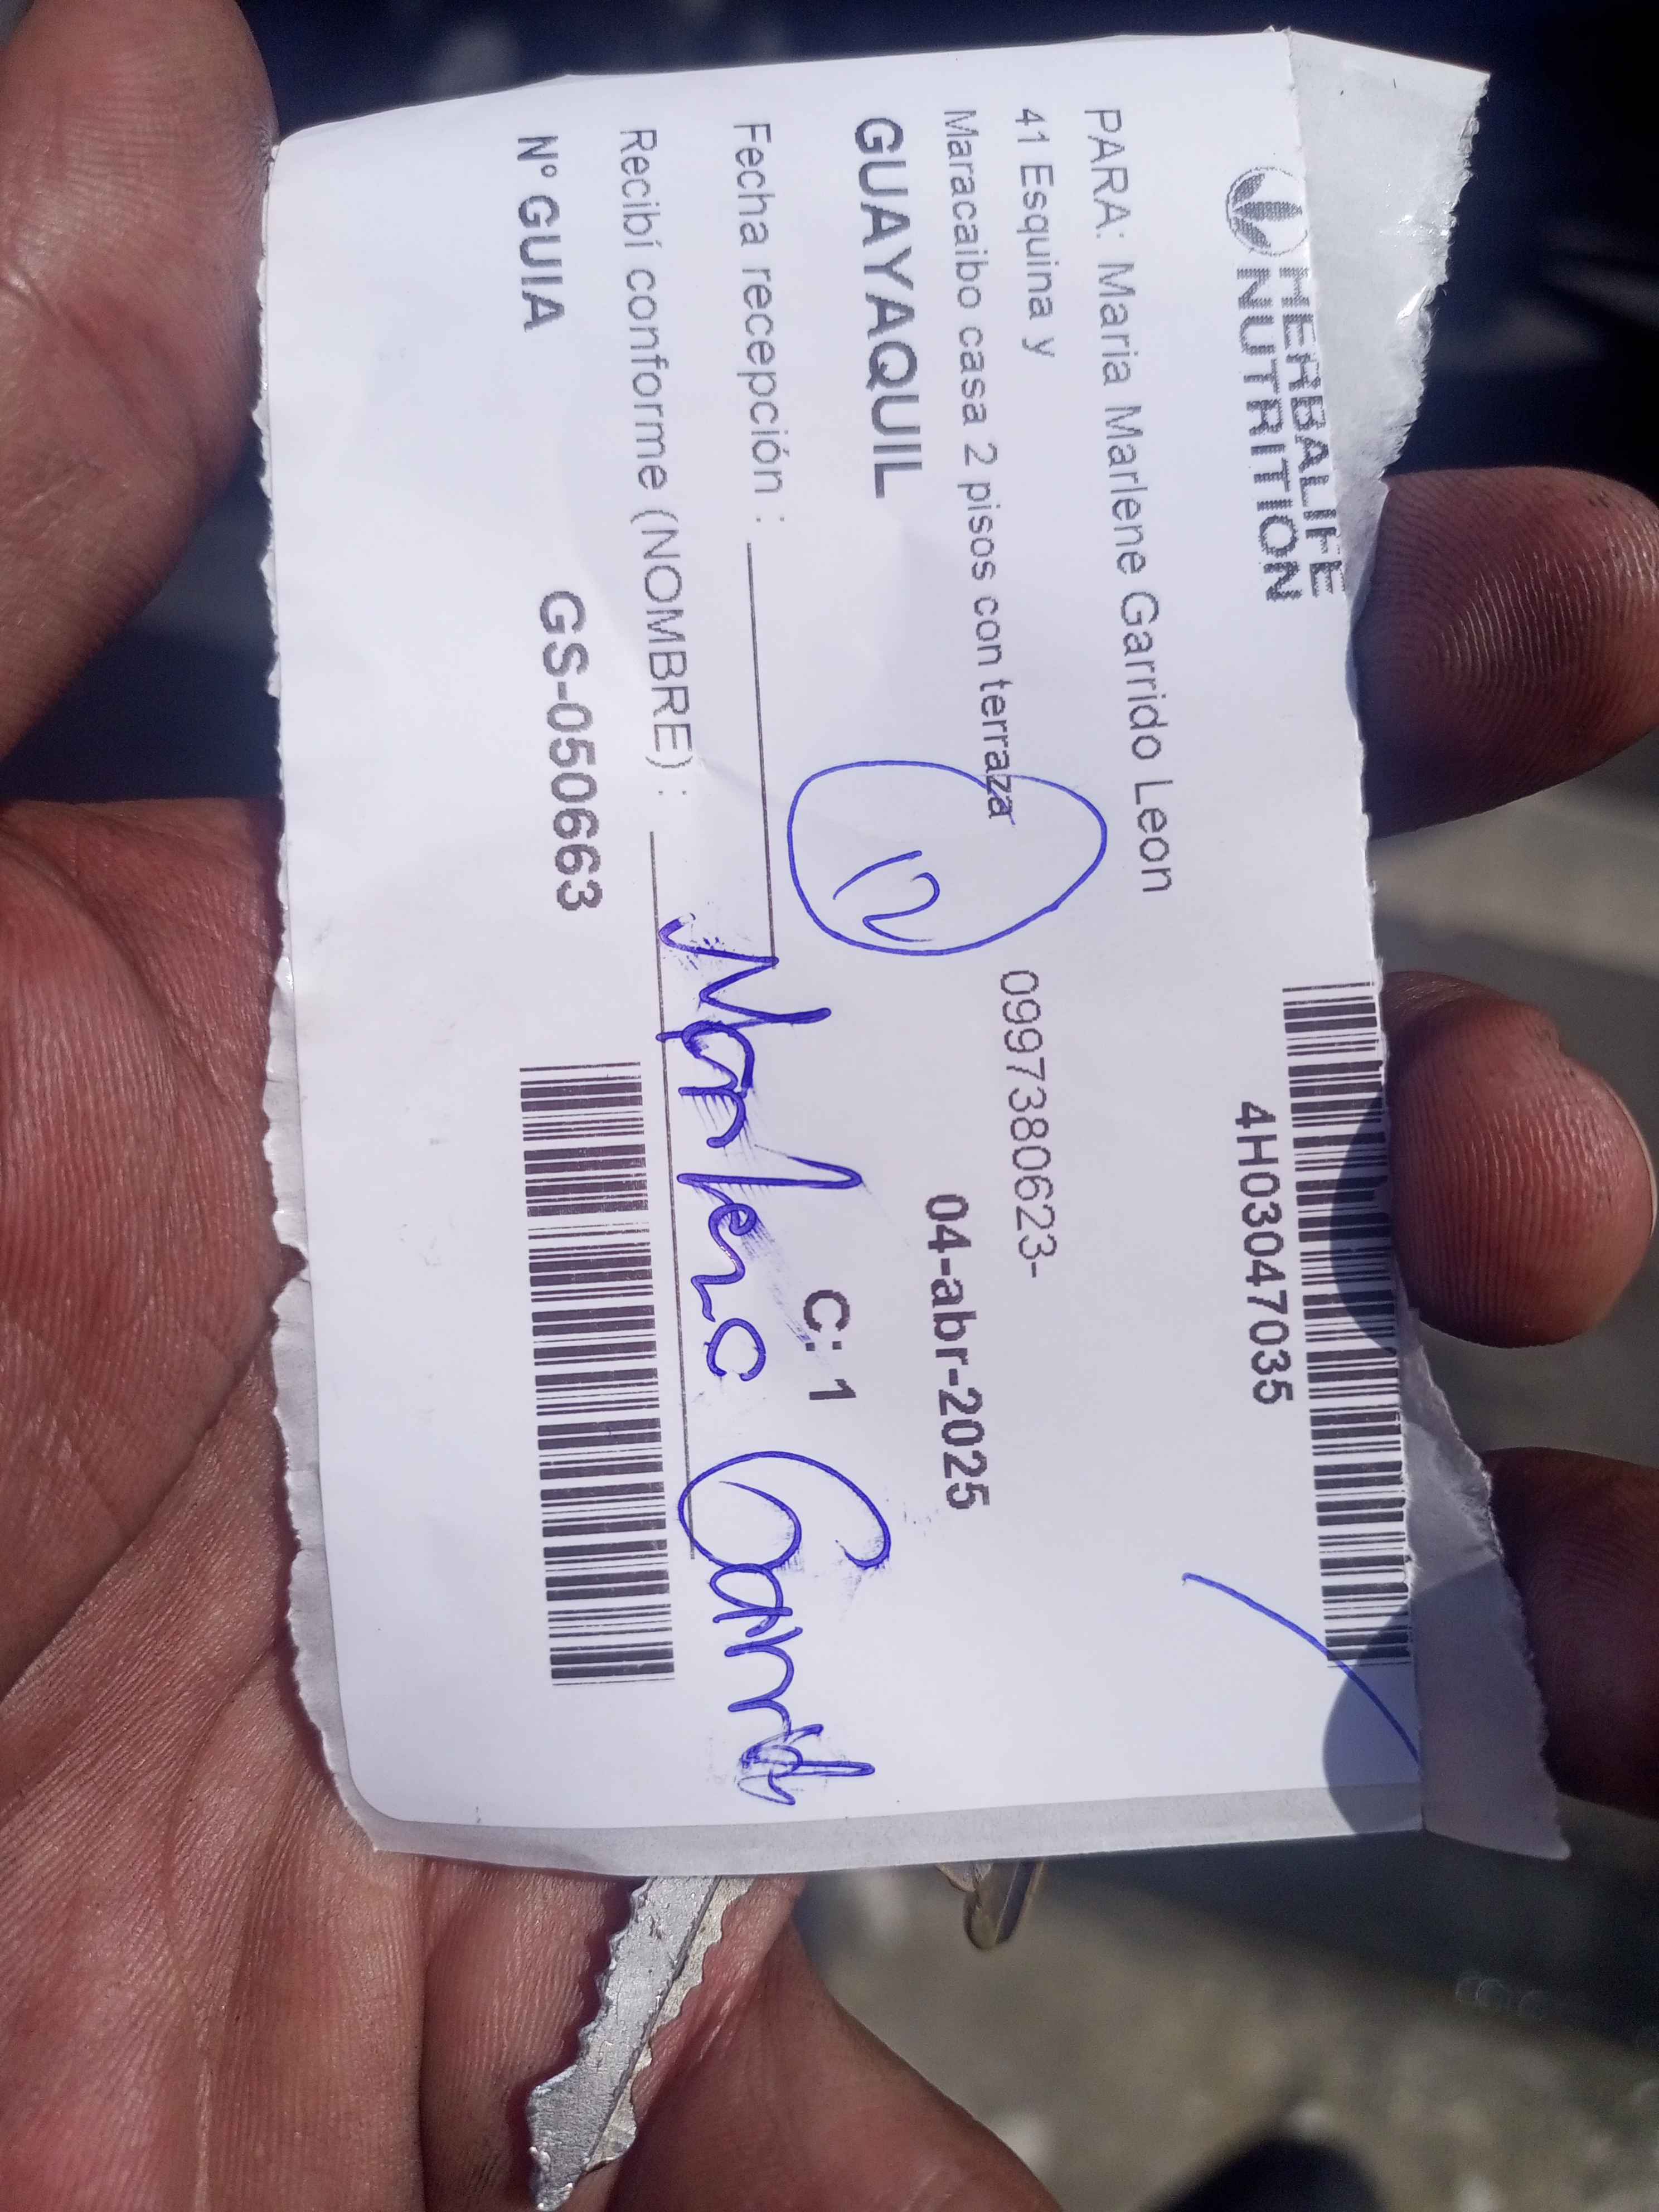 HERBALIFE
NUTRITION
4H03047035
PARA: Maria Marlene Garrido Leon
41 Esquina y
0997380623-
Maracaibo casa 2 pisos con terraza
04-abr-2025
GUAYAQUIL
12
C: 1
Fecha recepción :
Recibí conforme (NOMBRE) : Marlene Garrido
Nº GUIA
GS-050663